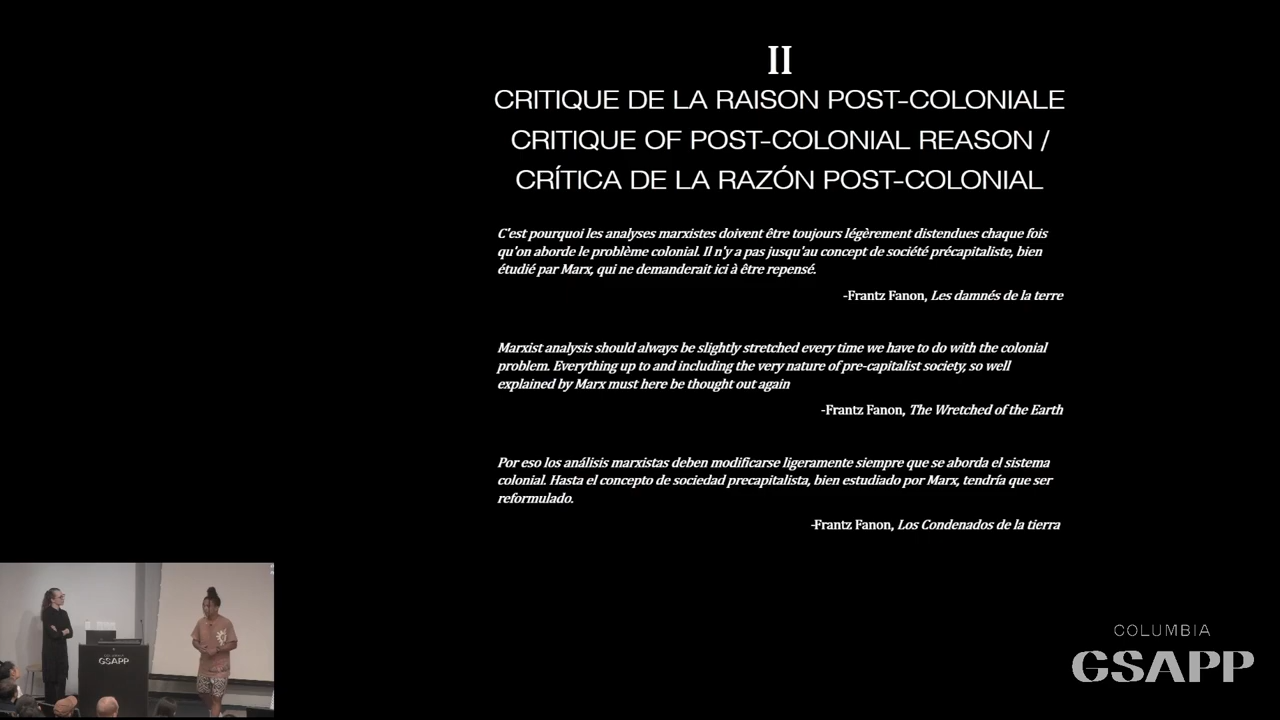 II
CRITIQUE DE LA RAISON POST-COLONIALE
CRITIQUE OF POST-COLONIAL REASON /
CRÍTICA DE LA RAZÓN POST-COLONIAL
C'est pourquoi les analyses marxistes doivent être toujours légèrement distendues chaque fois
qu'on aborde le problème colonial. Il n'y a pas jusqu'au concept de société précapitaliste, bien
étudié par Marx, qui ne demanderait ici à être repensé.
-Frantz Fanon, Les damnés de la terre
Marxist analysis should always be slightly stretched every time we have to do with the colonial
problem. Everything up to and including the very nature of pre-capitalist society, so well
explained by Marx must here be thought out again
-Frantz Fanon, The Wretched of the Earth
Por eso los análisis marxistas deben modificarse ligeramente siempre que se aborda el sistema
colonial. Hasta el concepto de sociedad precapitalista, bien estudiado por Marx, tendría que ser
reformulado.
-Frantz Fanon, Los Condenados de la tierra
GSAPP
COLUMBIA
GSAPP